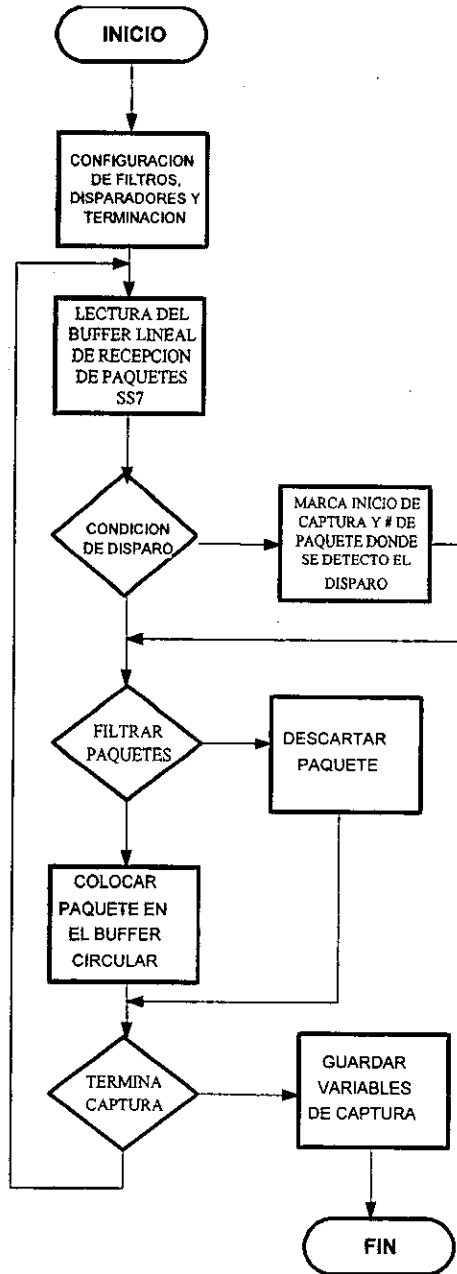 INICIO
CONFIGURACION
DE FILTROS,
DISPARADORES Y
TERMINACION
LECTURA DEL
BUFFER LINEAL
DE RECEPCION
DE PAQUETES
SS7
CONDICION
DE DISPARO
MARCA INICIO DE
CAPTURA Y # DE
PAQUETE DONDE
SE DETECTO EL
DISPARO
FILTRAR
PAQUETES
DESCARTAR
PAQUETE
COLOCAR
PAQUETE EN
EL BUFFER
CIRCULAR
TERMINA
CAPTURA
GUARDAR
VARIABLES
DE CAPTURA
FIN